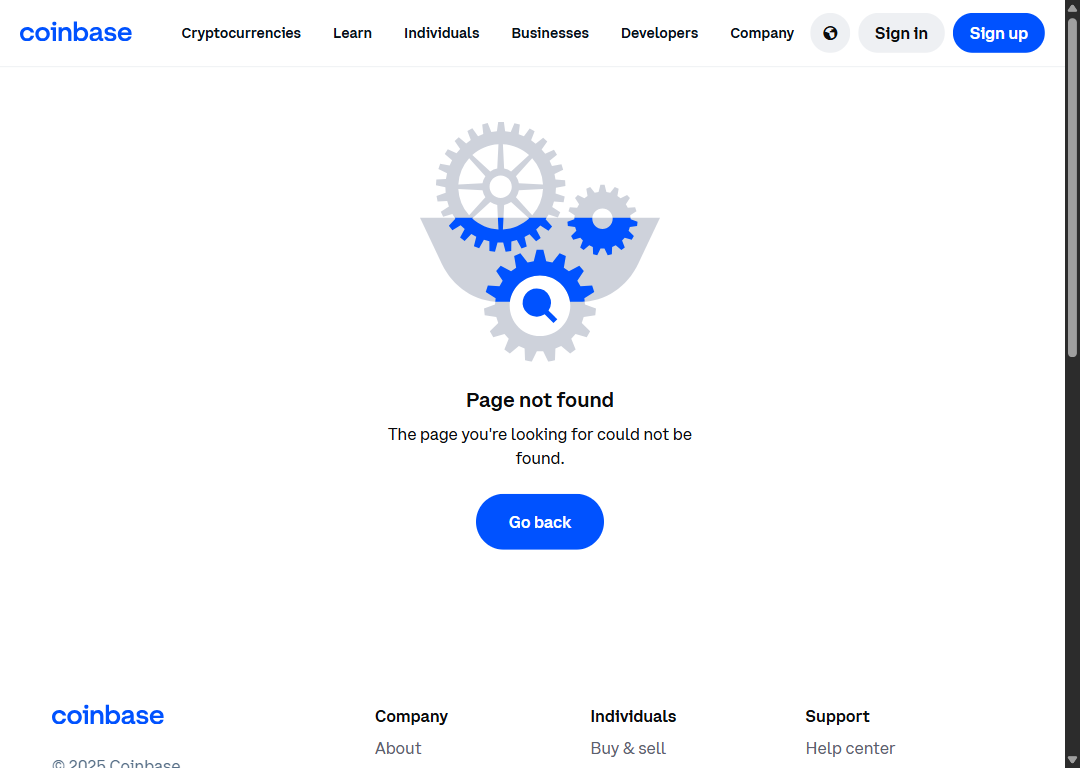 coinbase
Cryptocurrencies
Learn
Individuals
Businesses
Developers
Company
Sign in
Sign up
Page not found
The page you're looking for could not be
found.
Go back
coinbase
© 2025 Coinbase
Company
About
Individuals
Buy & sell
Support
Help center